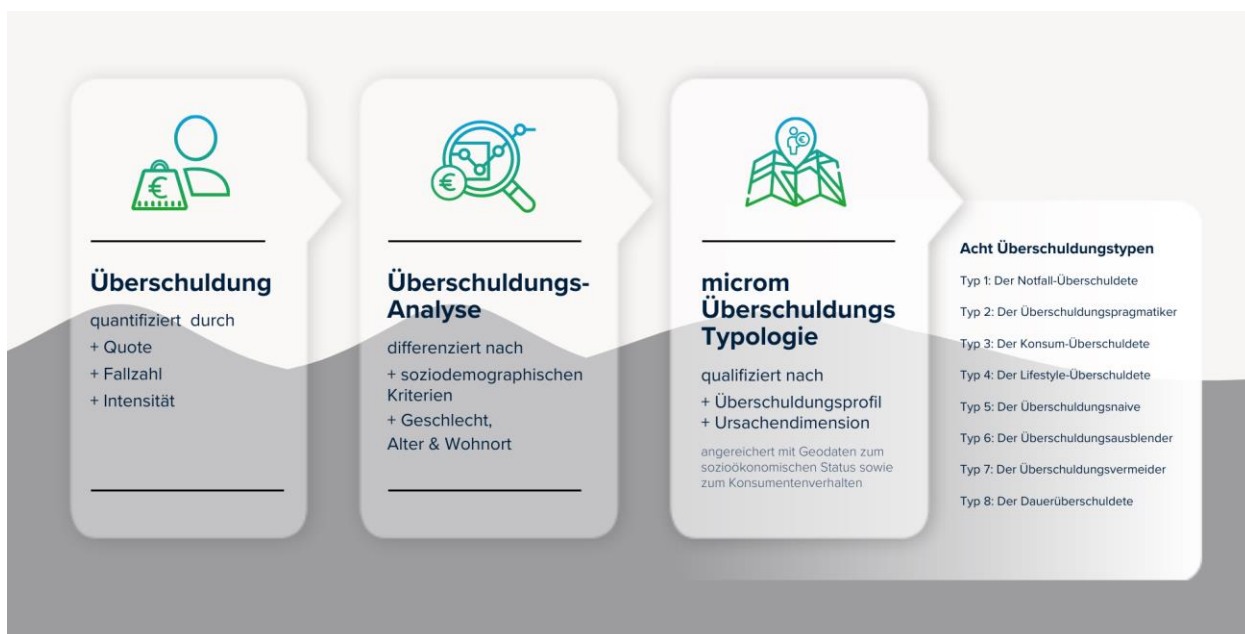 Überschuldung
quantifiziert durch
+ Quote
+ Fallzahl
+ Intensität
Überschuldungs-
Analyse
differenziert nach
+ soziodemographischen
Kriterien
+ Geschlecht,
Alter & Wohnort
microm
Überschuldungs
Typologie
qualifiziert nach
+ Überschuldungsprofil
+ Ursachendimension
angereichert mit Geodaten zum
sozioökonomischen Status sowie
zum Konsumentenverhalten
Acht Überschuldungstypen
Typ 1: Der Notfall-Überschuldete
Typ 2: Der Überschuldungspragmatiker
Typ 3: Der Konsum-Überschuldete
Typ 4: Der Lifestyle-Überschuldete
Typ 5: Der Überschuldungsnaive
Typ 6: Der Überschuldungsausblender
Typ 7: Der Überschuldungsvermeider
Typ 8: Der Dauerüberschuldete